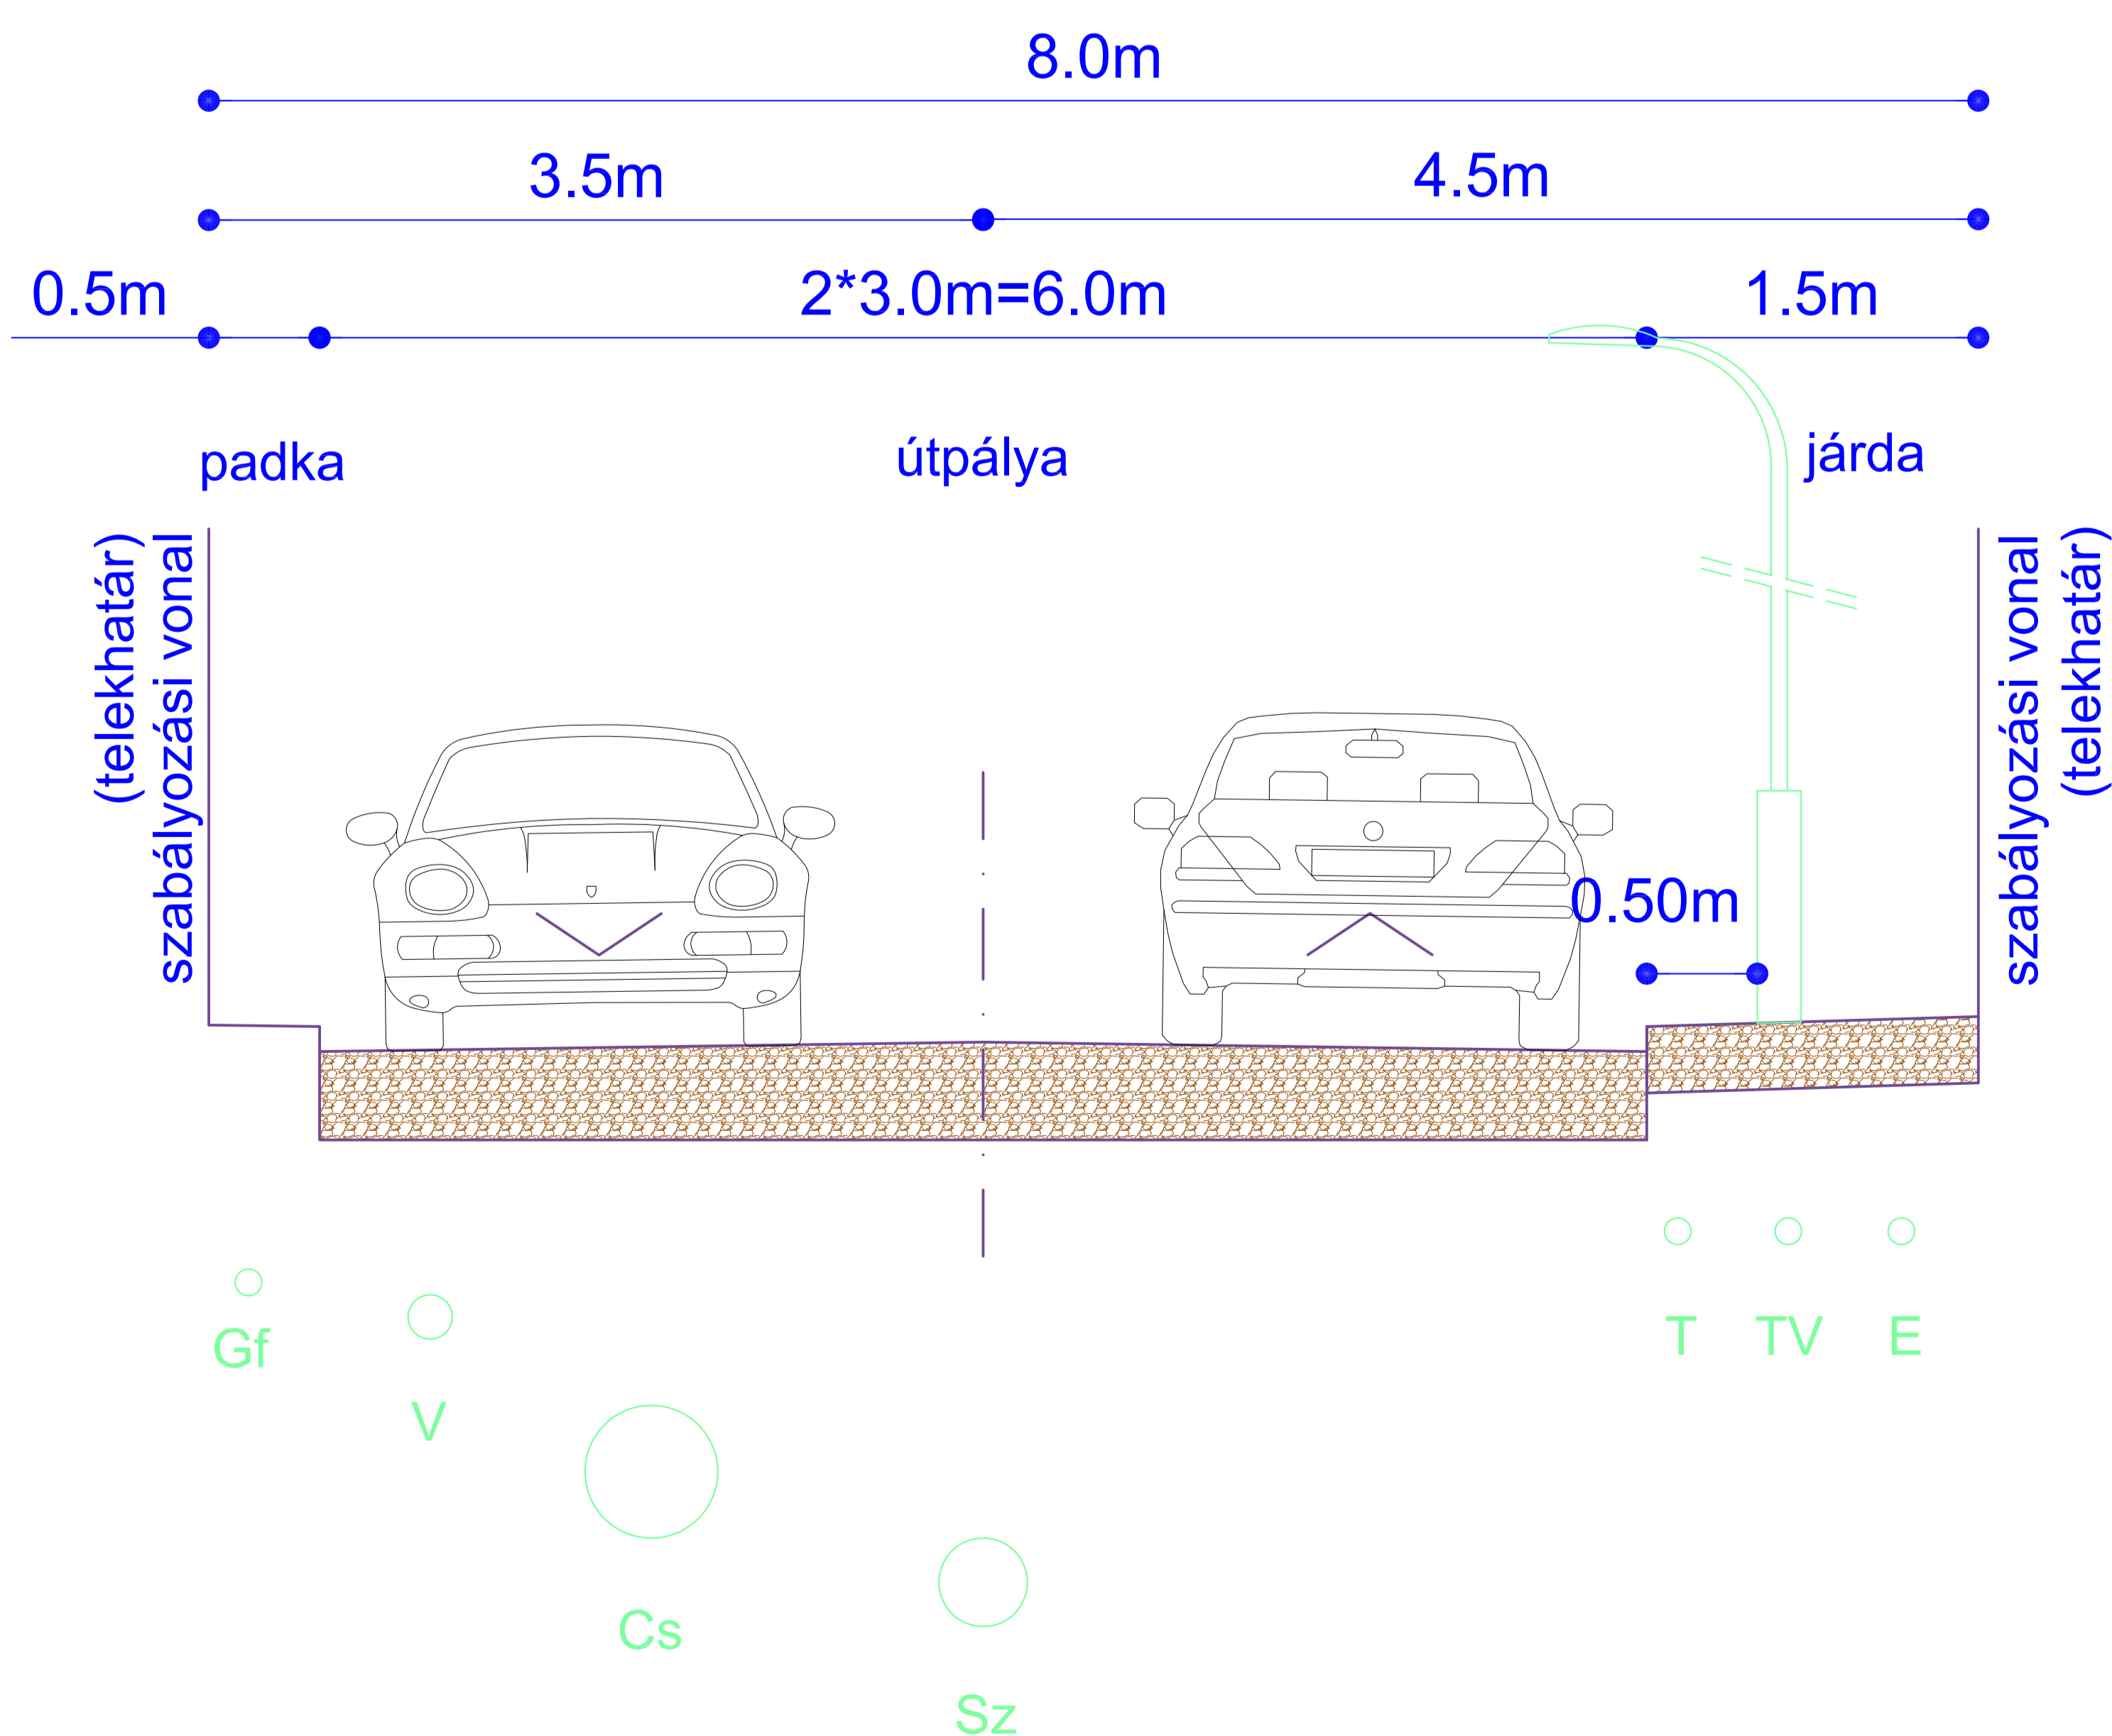 8.0m
3.5m
4.5m
0.5m
2*3.0m=6.0m
1.5m
padka
útpálya
járda
(telekhatár)
szabályozási vonal
szabályozási vonal
(telekhatár)
0.50m
T
TV
E
Gf
V
Cs
Sz